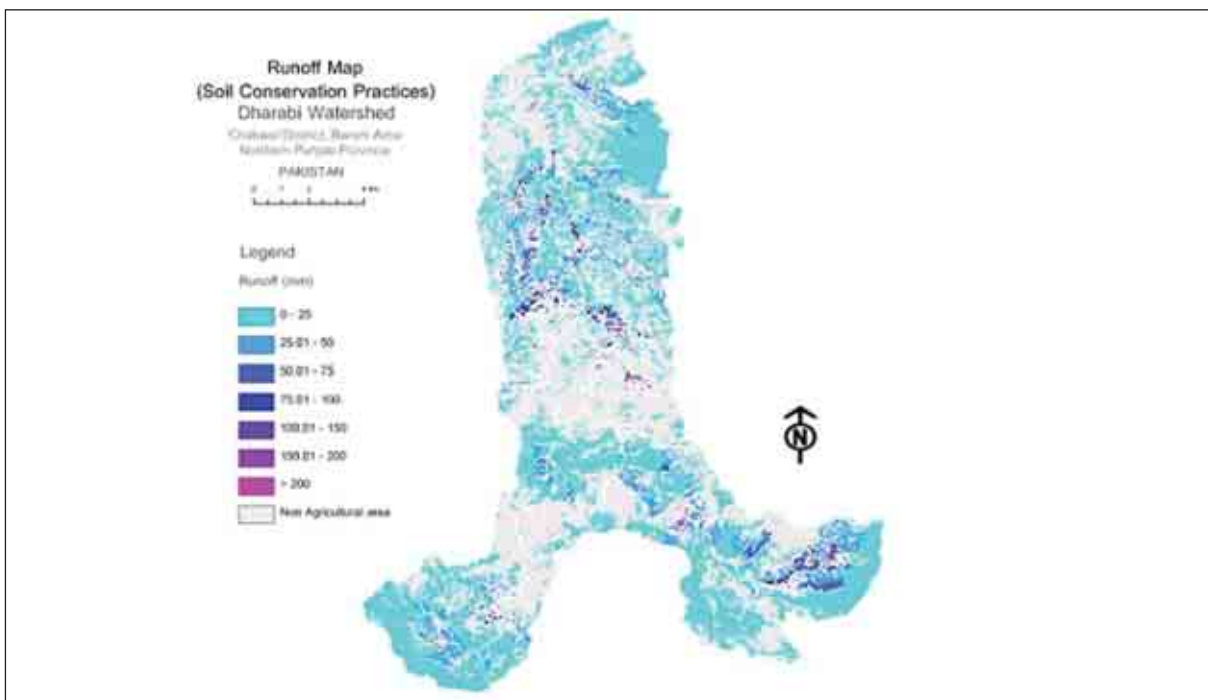 Runoff Map
(Soil Conservation Practices)
Dharabi Watershed
Chakwal District, Barani Area
Northern Punjab Province
PAKISTAN
Legend
Runoff (mm)
0 - 25
25.01 - 50
50.01 - 75
75.01 - 100
100.01 - 150
150.01 - 200
> 200
Non Agricultural area
N